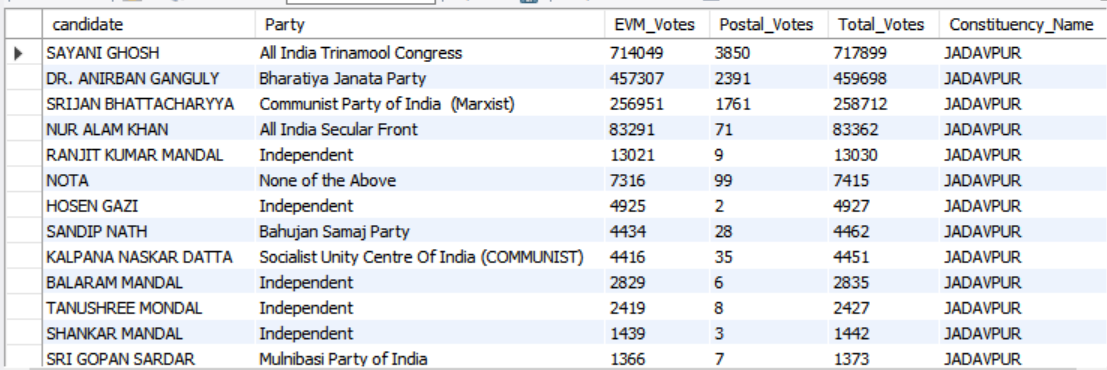 candidate Party EVM_Votes Postal_Votes Total_Votes Constituency_Name
SAYANI GHOSH All India Trinamool Congress 714049 3850 717899 JADAVPUR
DR. ANIRBAN GANGULY Bharatiya Janata Party 457307 2391 459698 JADAVPUR
SRIJAN BHATTACHARYYA Communist Party of India (Marxist) 256951 1761 258712 JADAVPUR
NUR ALAM KHAN All India Secular Front 83291 71 83362 JADAVPUR
RANJIT KUMAR MANDAL Independent 13021 9 13030 JADAVPUR
NOTA None of the Above 7316 99 7415 JADAVPUR
HOSEN GAZI Independent 4925 2 4927 JADAVPUR
SANDIP NATH Bahujan Samaj Party 4434 28 4462 JADAVPUR
KALPANA NASKAR DATTA Socialist Unity Centre Of India (COMMUNIST) 4416 35 4451 JADAVPUR
BALARAM MANDAL Independent 2829 6 2835 JADAVPUR
TANUSHREE MONDAL Independent 2419 8 2427 JADAVPUR
SHANKAR MANDAL Independent 1439 3 1442 JADAVPUR
SRI GOPAN SARDAR Mulnibasi Party of India 1366 7 1373 JADAVPUR